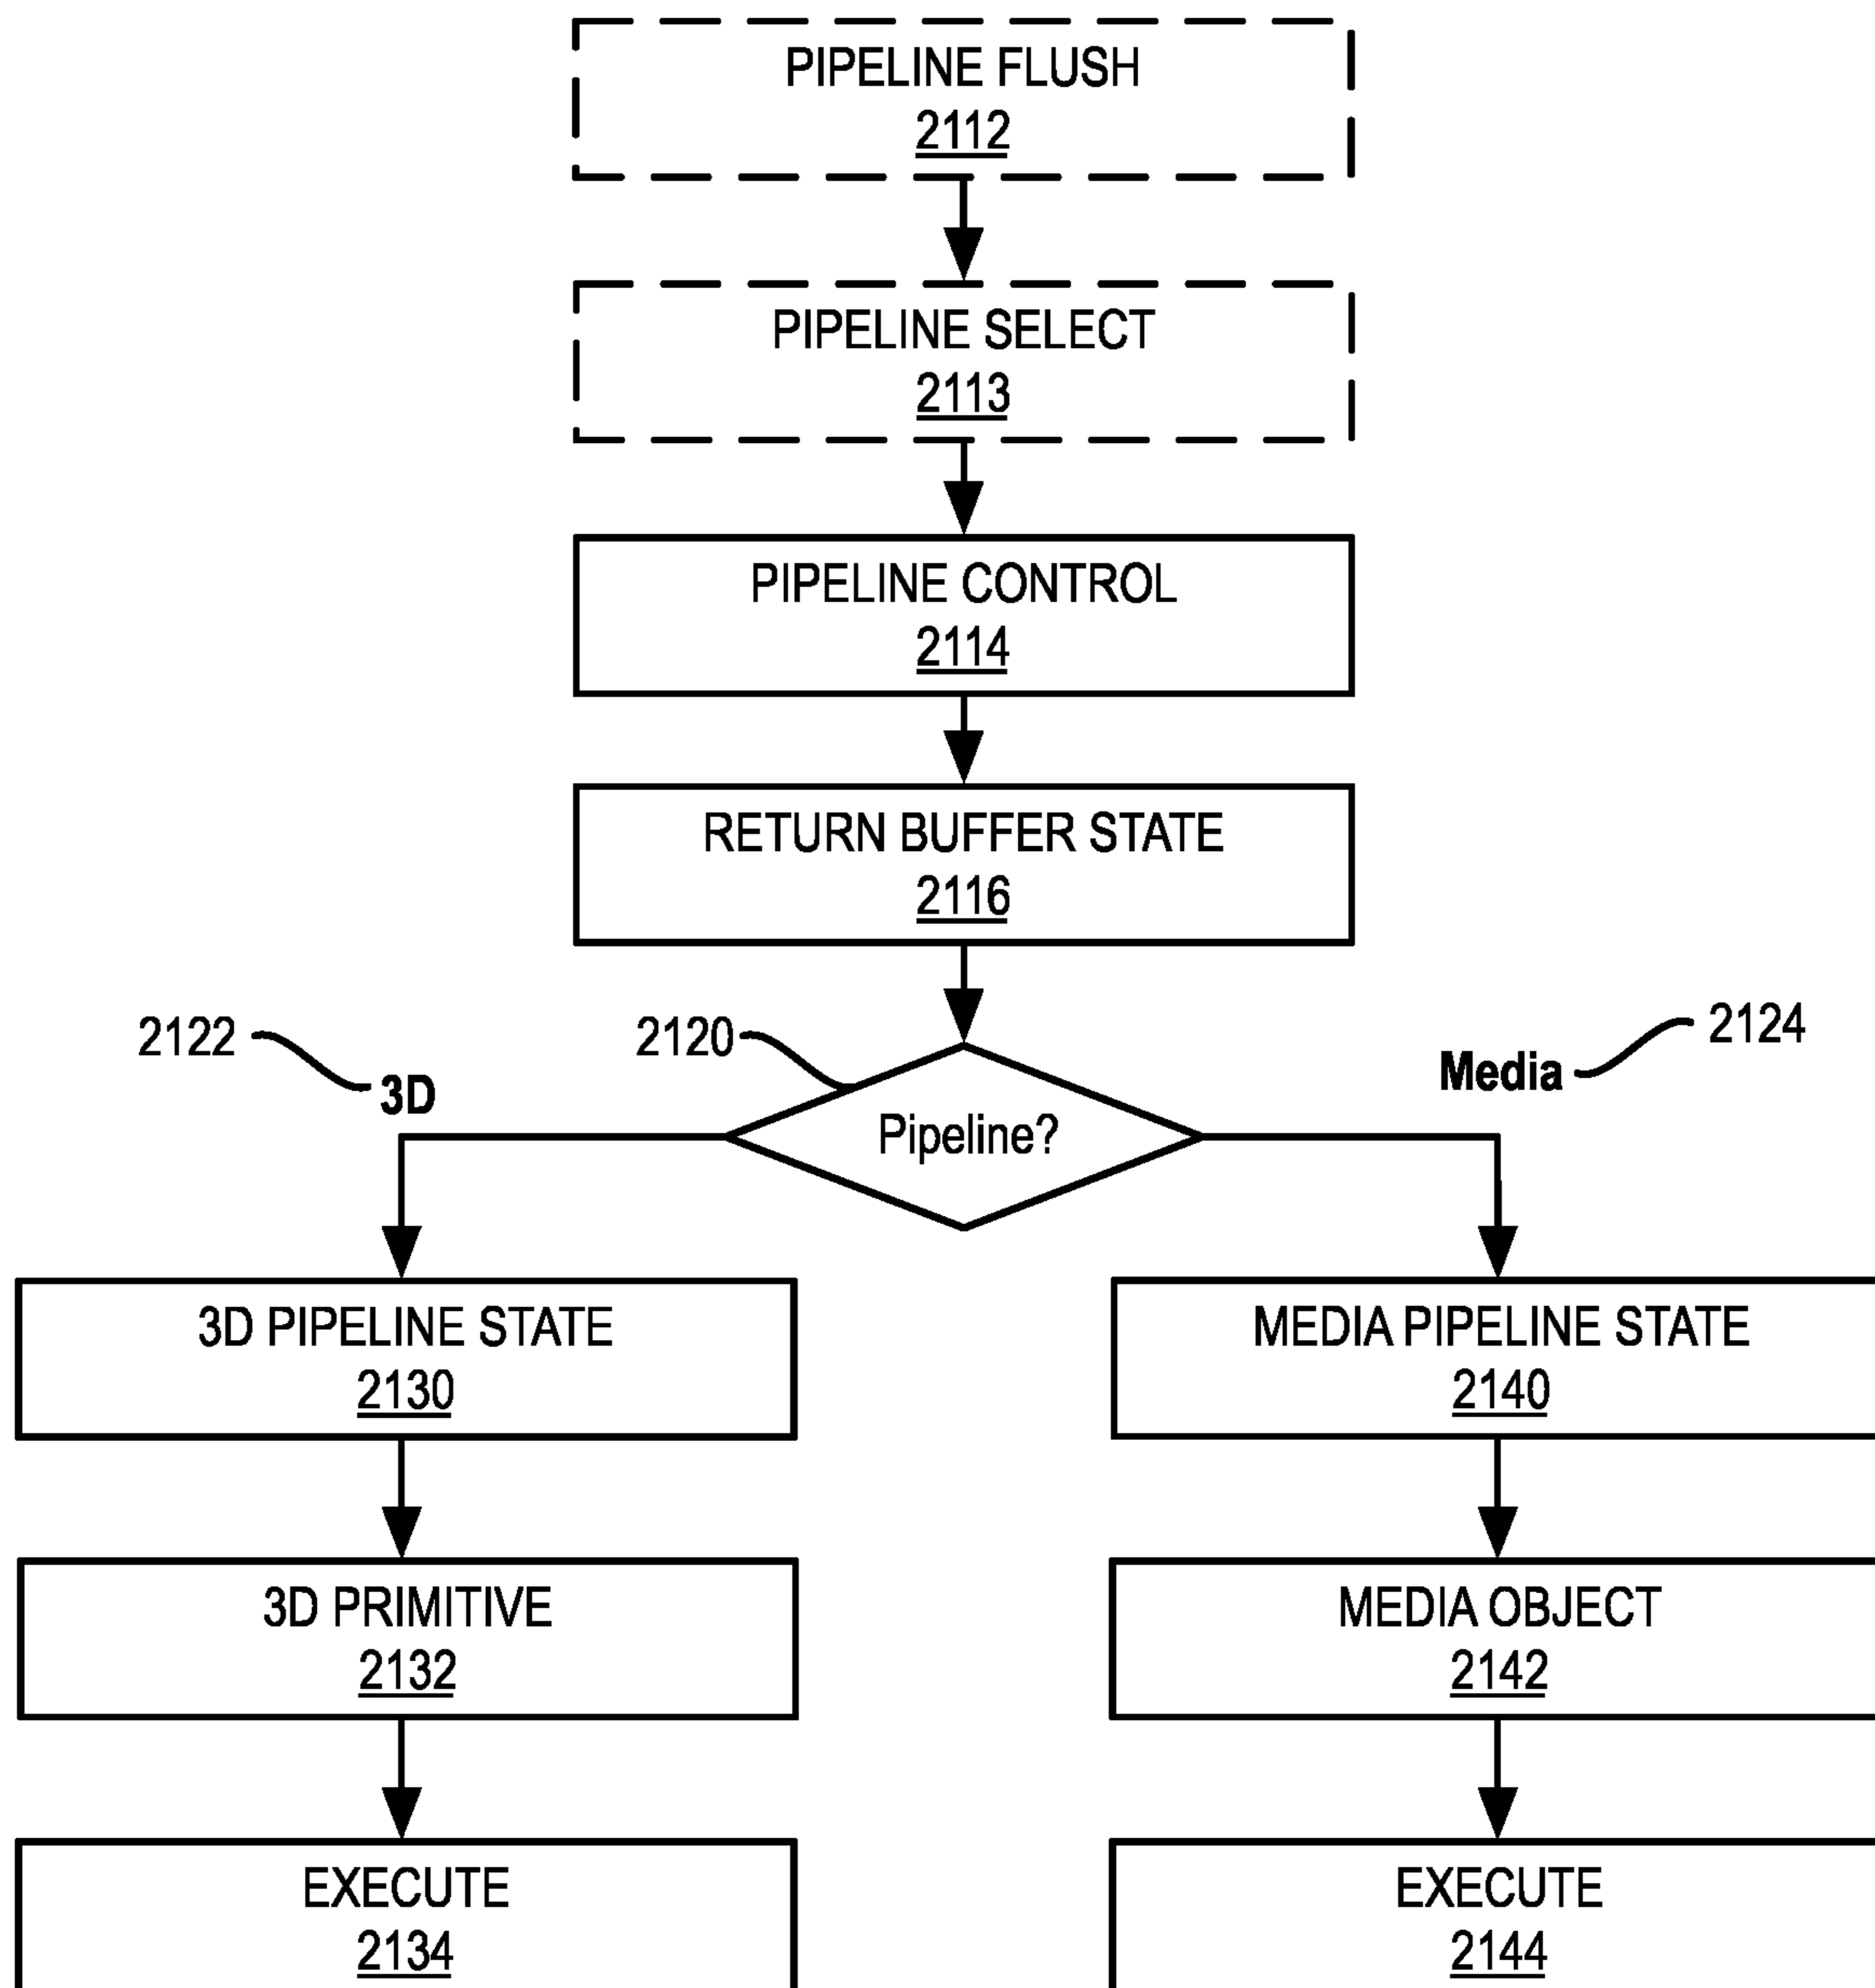 PIPELINE FLUSH
2112
PIPELINE SELECT
2113
PIPELINE CONTROL
2114
RETURN BUFFER STATE
2116
2122
3D
2120
Pipeline?
Media
2124
3D PIPELINE STATE
2130
MEDIA PIPELINE STATE
2140
3D PRIMITIVE
2132
MEDIA OBJECT
2142
EXECUTE
2134
EXECUTE
2144